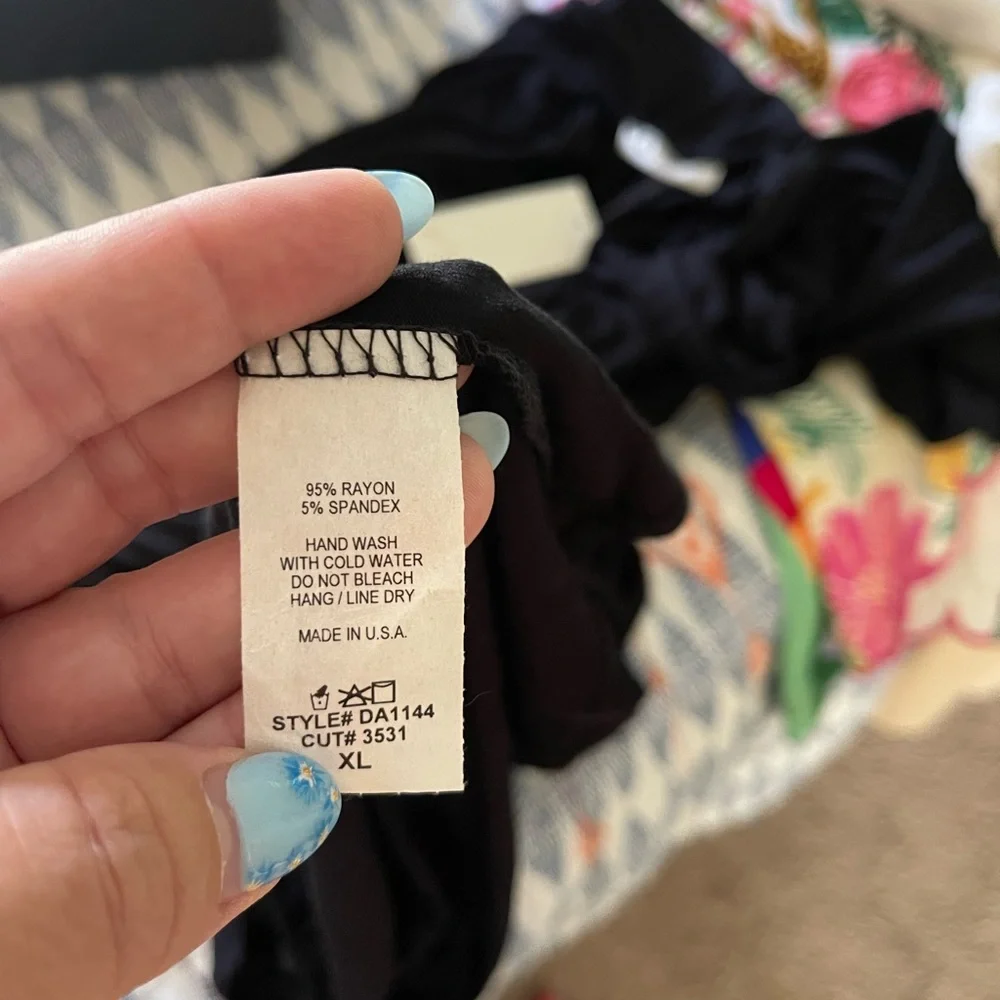 95% RAYON
5% SPANDEX
HAND WASH
WITH COLD WATER
DO NOT BLEACH
HANG / LINE DRY
MADE IN U.S.A.
STYLE# DA1144
CUT# 3531
XL